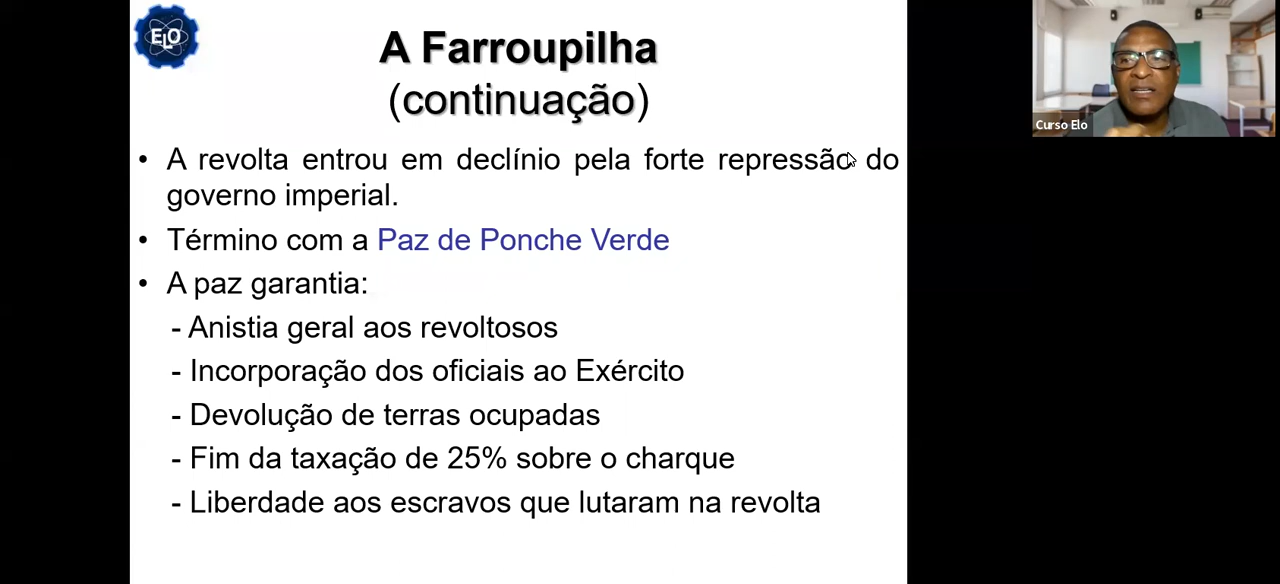 ELO
A Farroupilha
(continuação)
• A revolta entrou em declínio pela forte repressão do
governo imperial.
• Término com a Paz de Ponche Verde
• A paz garantia:
- Anistia geral aos revoltosos
- Incorporação dos oficiais ao Exército
- Devolução de terras ocupadas
- Fim da taxação de 25% sobre o charque
- Liberdade aos escravos que lutaram na revolta
Curso Elo